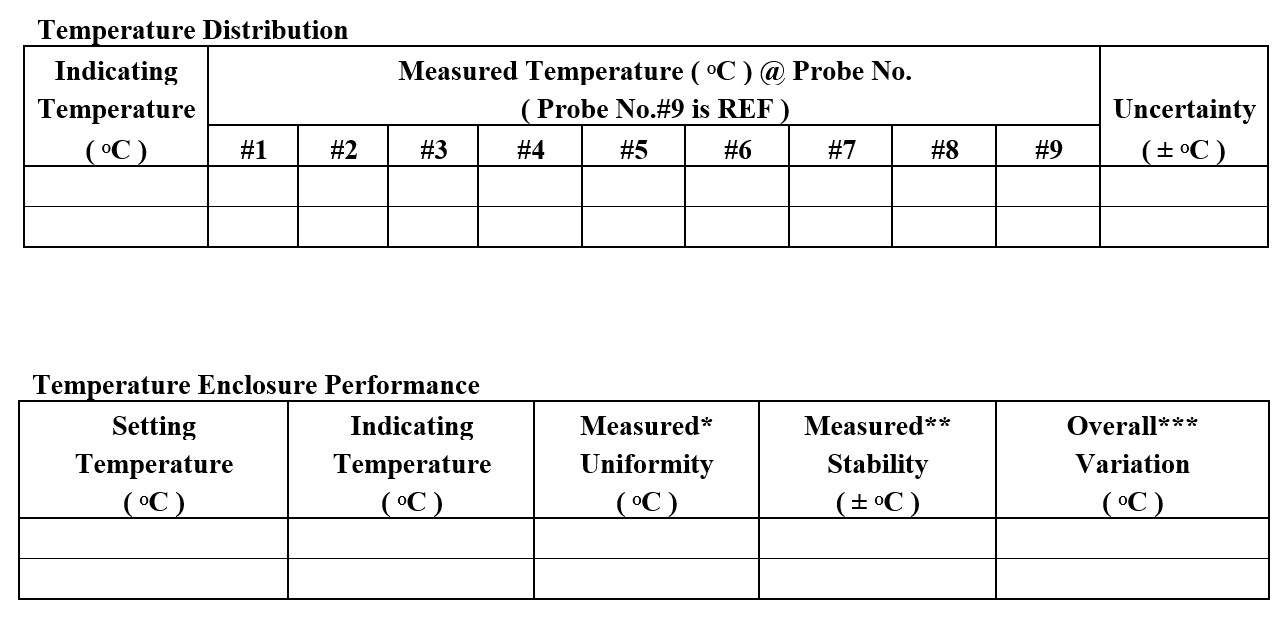 Temperature Distribution
Indicating Temperature ( ºC )
Measured Temperature ( ºC ) @ Probe No.
( Probe No.#9 is REF )
Uncertainty ( ± ºC )
#1 #2 #3 #4 #5 #6 #7 #8 #9
Temperature Enclosure Performance
Setting Temperature ( ºC )
Indicating Temperature ( ºC )
Measured* Uniformity ( ºC )
Measured** Stability ( ± ºC )
Overall*** Variation ( ºC )